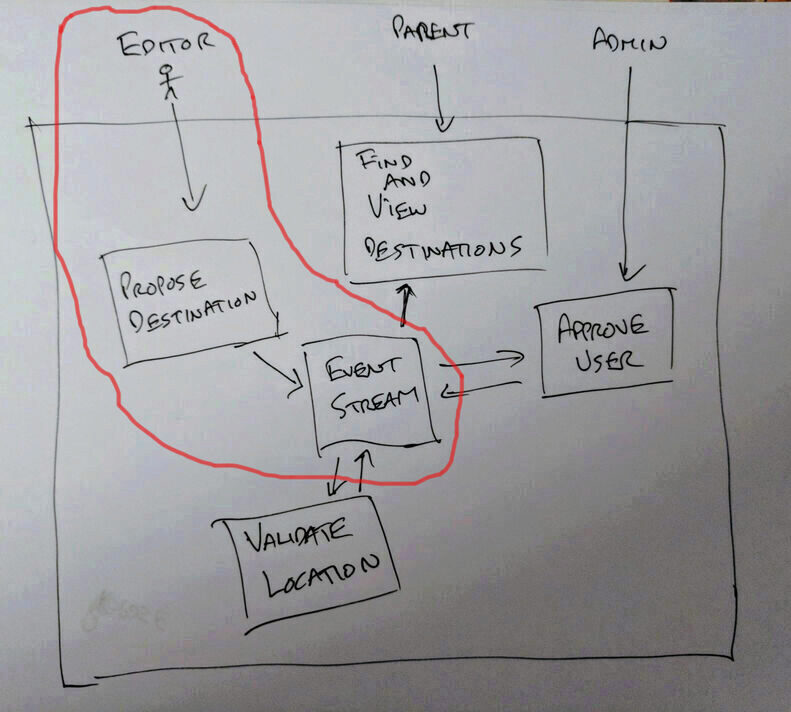 EDITOR
PARENT
ADMIN
FIND
AND
VIEW
DESTINATIONS
PROPOSE
DESTINATION
APPROVE
USER
EVENT
STREAM
VALIDATE
LOCATION